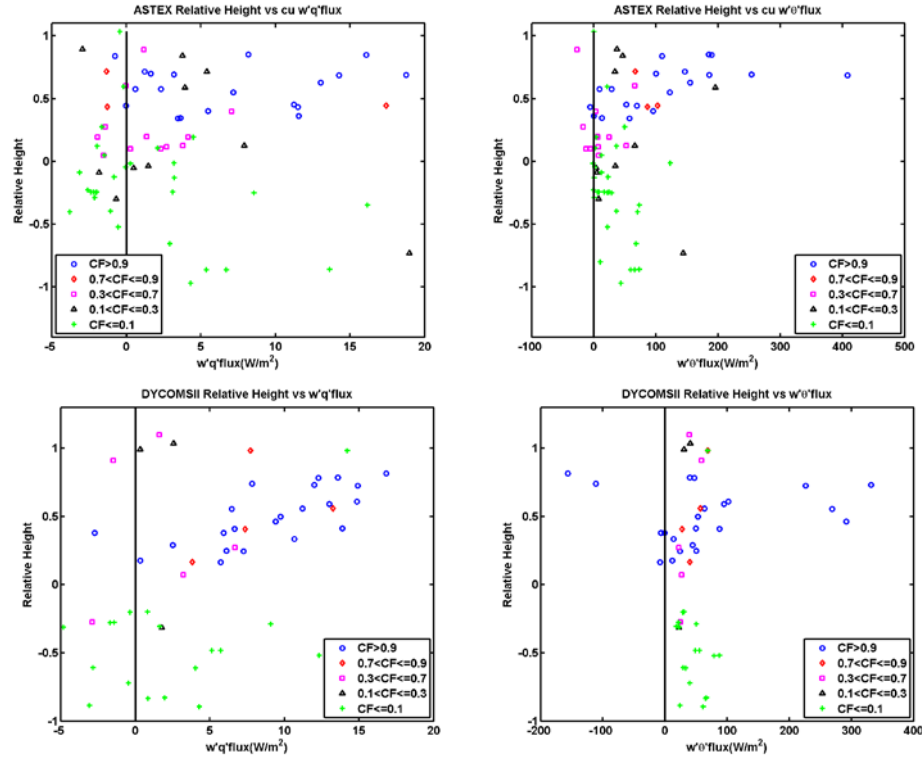 ASTEX Relative Height vs cu w'q'flux
Relative Height
1
0.5
0
-0.5
-1
CF>0.9
0.7<CF<=0.9
0.3<CF<=0.7
0.1<CF<=0.3
CF<=0.1
-5 0 5 10 15 20
w'q'flux(W/m²)
ASTEX Relative Height vs cu w'θ'flux
Relative Height
1
0.5
0
-0.5
-1
CF>0.9
0.7<CF<=0.9
0.3<CF<=0.7
0.1<CF<=0.3
CF<=0.1
-100 0 100 200 300 400 500
w'θ'flux(W/m²)
DYCOMSII Relative Height vs w'q'flux
Relative Height
1
0.5
0
-0.5
-1
CF>0.9
0.7<CF<=0.9
0.3<CF<=0.7
0.1<CF<=0.3
CF<=0.1
-5 0 5 10 15 20
w'q'flux(W/m²)
DYCOMSII Relative Height vs w'θ'flux
Relative Height
1
0.5
0
-0.5
-1
CF>0.9
0.7<CF<=0.9
0.3<CF<=0.7
0.1<CF<=0.3
CF<=0.1
-200 -100 0 100 200 300 400
w'θ'flux(W/m²)